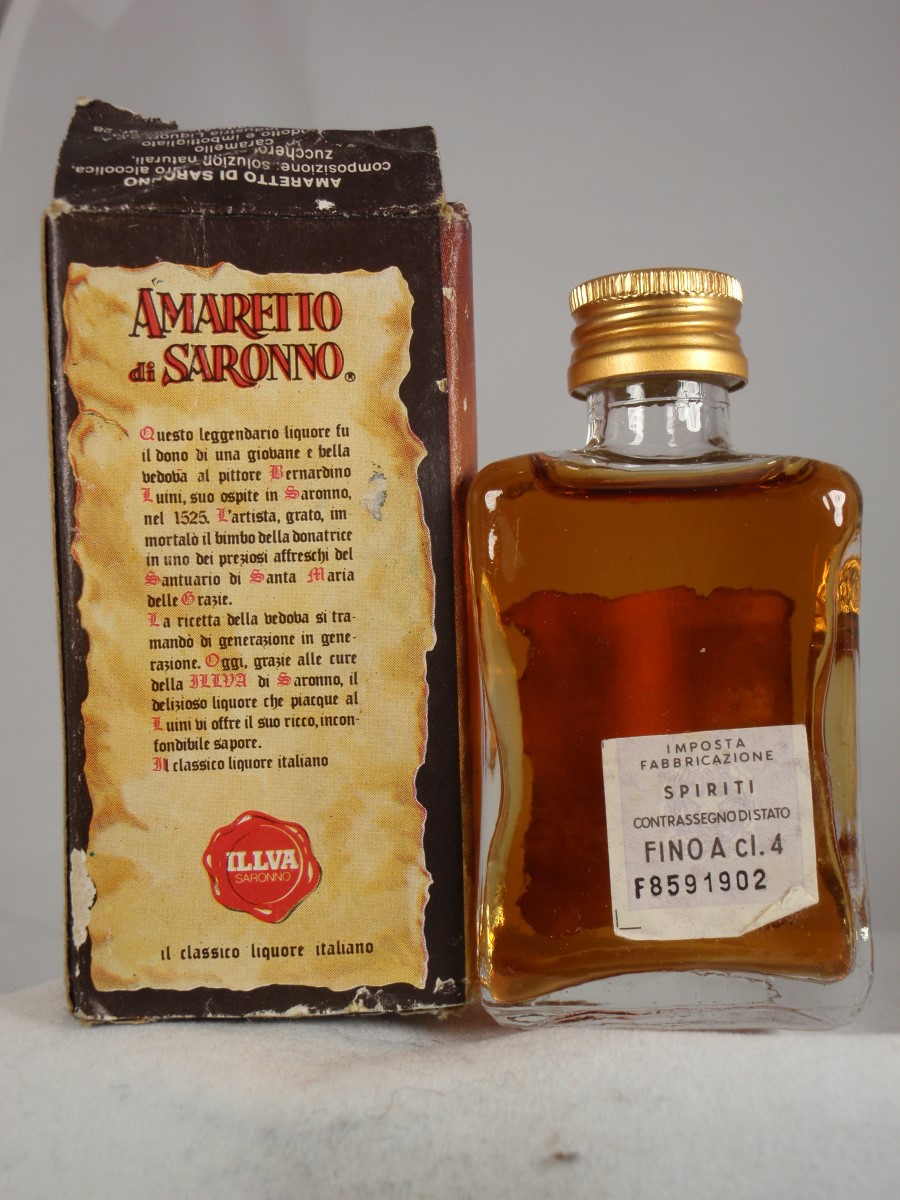 AMARETTO DI SARONNO
composizione: soluzioni naturali,
zucchero,
caramello
AMARETTO
di SARONNO®
Questo leggendario liquore fu
il dono di una giovane e bella
vedova al pittore Bernardino
Luini, suo ospite in Saronno,
nel 1525. L'artista, grato, im-
mortalò il bimbo della donatrice
in uno dei preziosi affreschi del
Santuario di Santa Maria
delle Grazie.
La ricetta della vedova si tra-
mandò di generazione in gene-
razione. Oggi, grazie alle cure
della ILLVA di Saronno, il
delizioso liquore che piacque al
Luini vi offre il suo ricco, incon-
fondibile sapore.
Il classico liquore italiano
ILLVA
SARONNO
il classico liquore italiano
IMPOSTA
FABBRICAZIONE
SPIRITI
CONTRASSEGNO DI STATO
FINO A cl. 4
F8591902